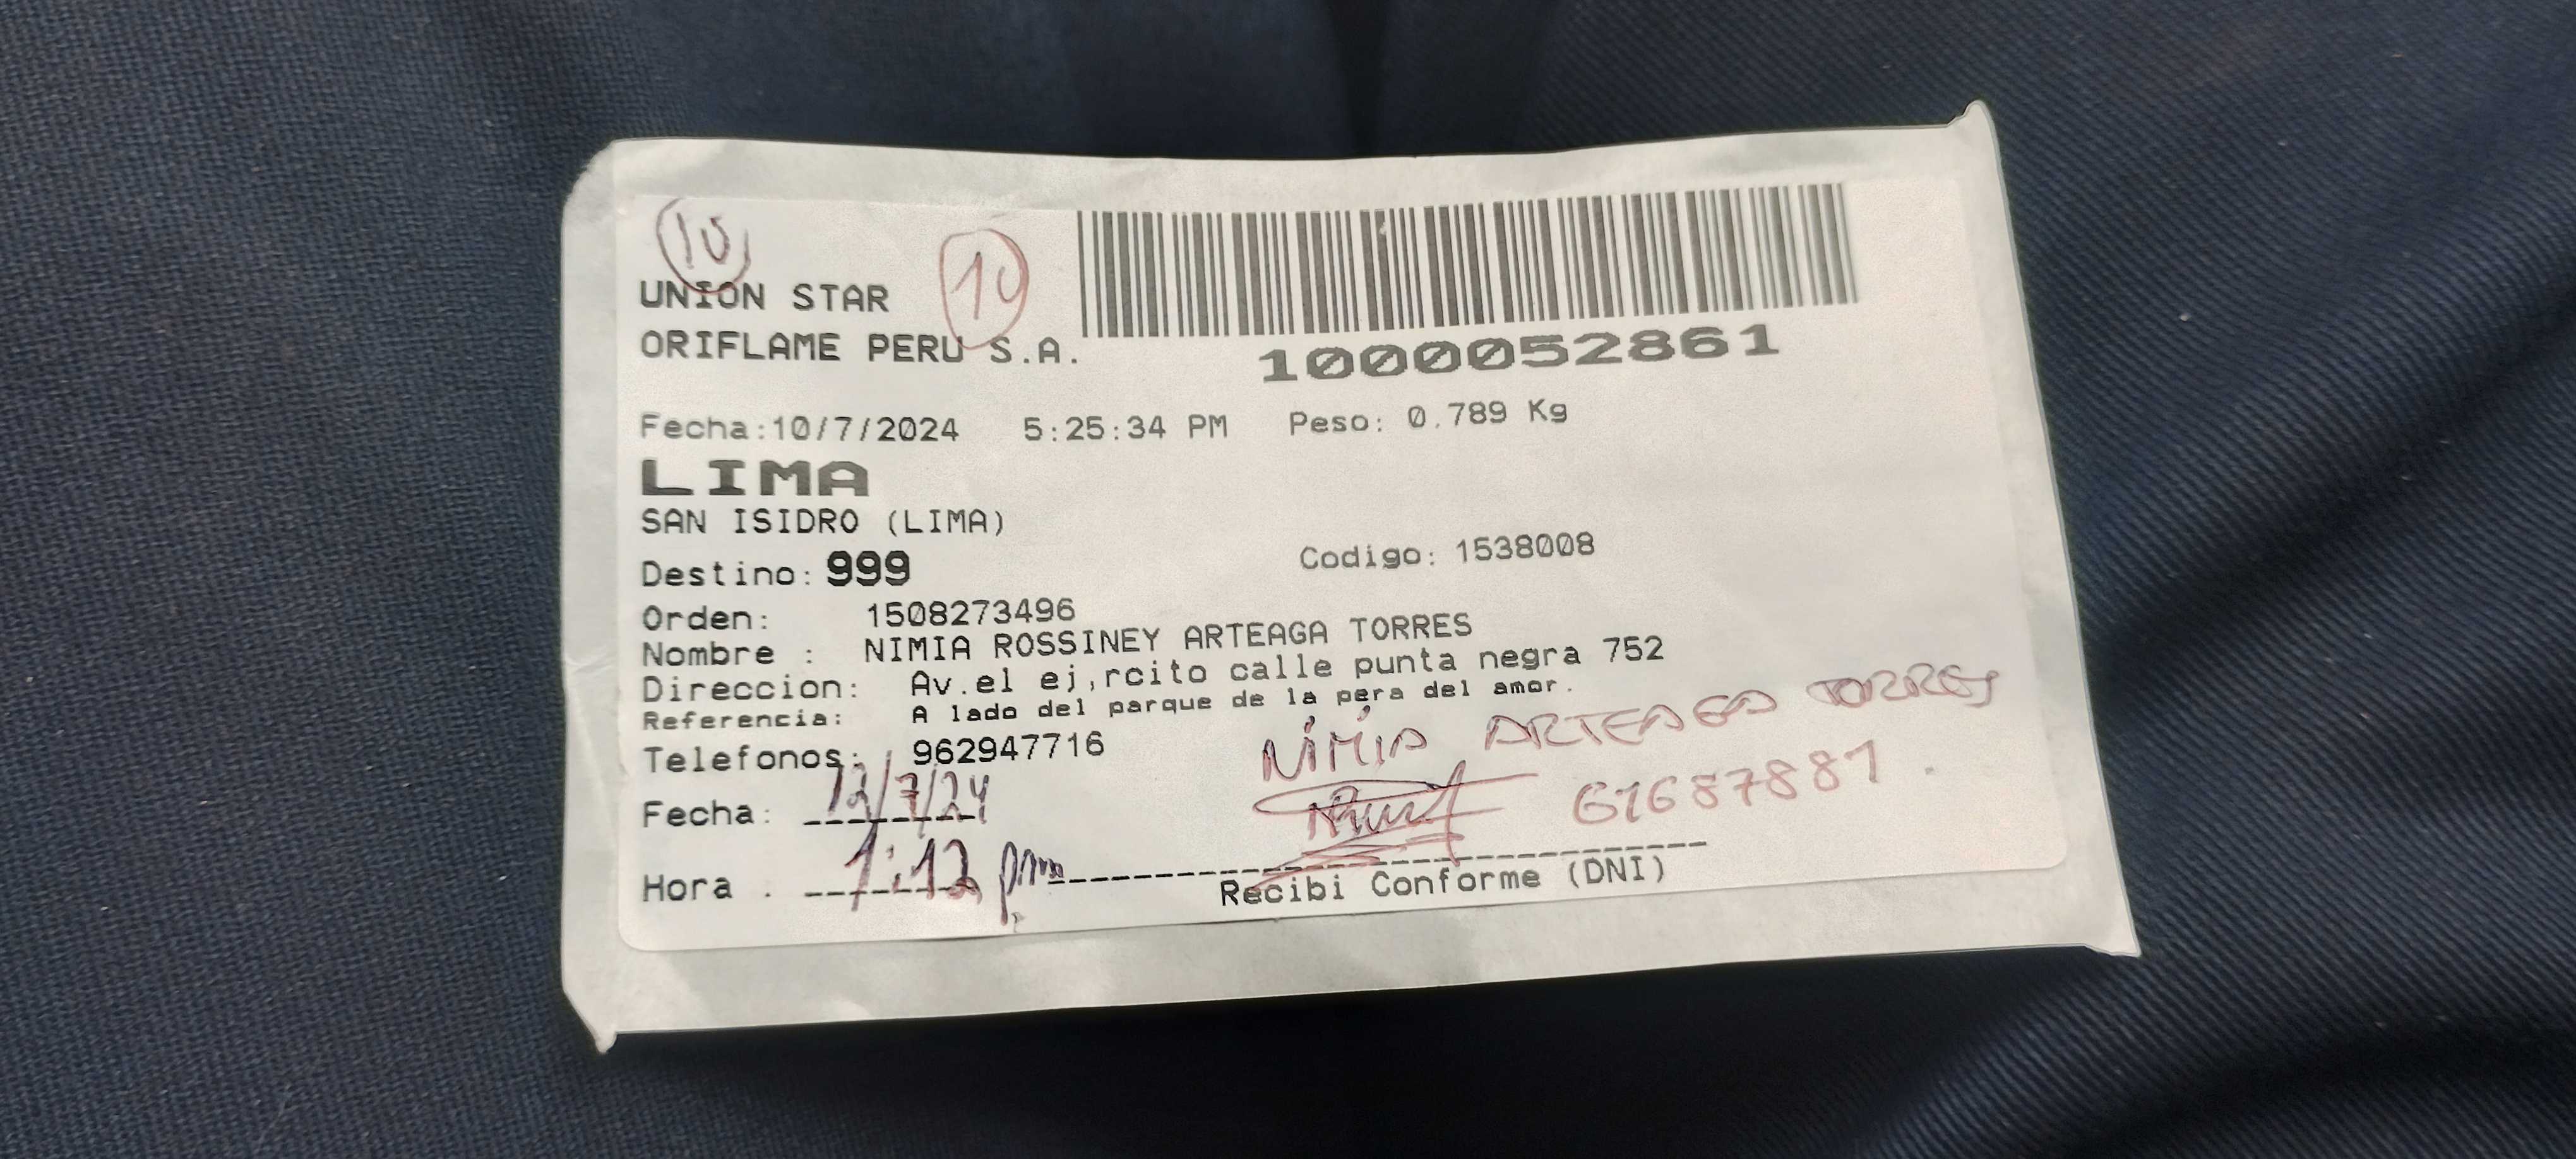 10
10
UNION STAR
ORIFLAME PERU S.A.
1000052861
Fecha:10/7/2024 5:25:34 PM Peso: 0.789 Kg
LIMA
SAN ISIDRO (LIMA)
Destino: 999 Codigo: 1538008
Orden: 1508273496
Nombre : NIMIA ROSSINEY ARTEAGA TORRES
Direccion: Av.el ej,rcito calle punta negra 752
Referencia: A lado del parque de la pera del amor.
Telefonos: 962947716
NIMIA ARTEAGA TORRES
Fecha: 12/7/24
61687881.
Hora . 1:12 pm
Recibi Conforme (DNI)